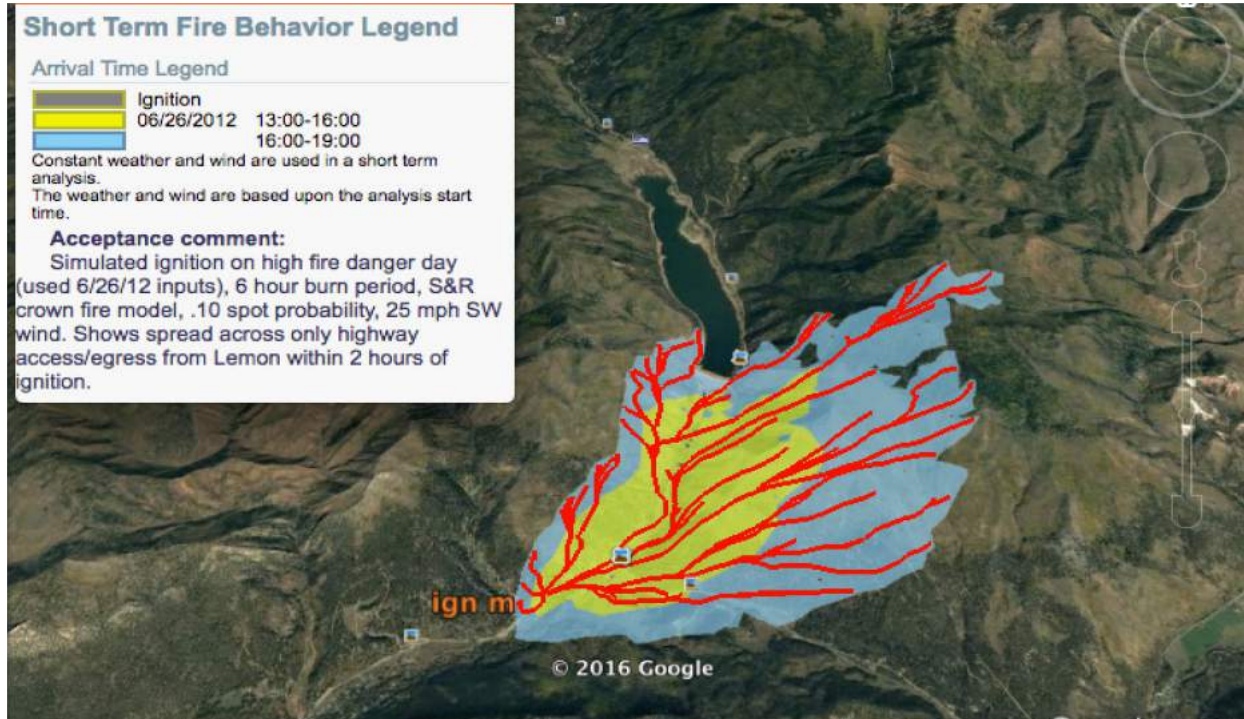 Short Term Fire Behavior Legend
Arrival Time Legend
Ignition
06/26/2012 13:00-16:00
16:00-19:00
Constant weather and wind are used in a short term
analysis.
The weather and wind are based upon the analysis start
time.
Acceptance comment:
Simulated ignition on high fire danger day
(used 6/26/12 inputs), 6 hour burn period, S&R
crown fire model, .10 spot probability, 25 mph SW
wind. Shows spread across only highway
access/egress from Lemon within 2 hours of
ignition.
ign m
© 2016 Google